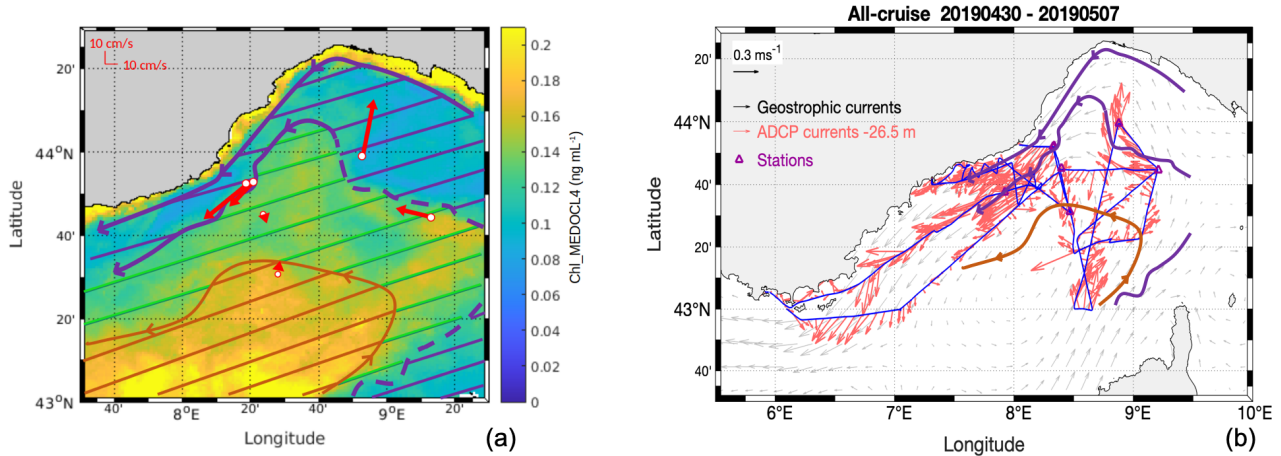 10 cm/s
10 cm/s
20'
44°N
40'
20'
43°N
40'
8°E
20'
40'
9°E
20'
Latitude
Longitude
0.2
0.18
0.16
0.14
0.12
0.10
0.08
0.06
0.04
0.02
0
Chl_MEDOCL4 (ng mL⁻¹)
(a)
All-cruise 20190430 - 20190507
0.3 ms⁻¹
Geostrophic currents
ADCP currents -26.5 m
Stations
20'
44°N
40'
20'
43°N
40'
6°E
7°E
8°E
9°E
10°E
Latitude
Longitude
(b)